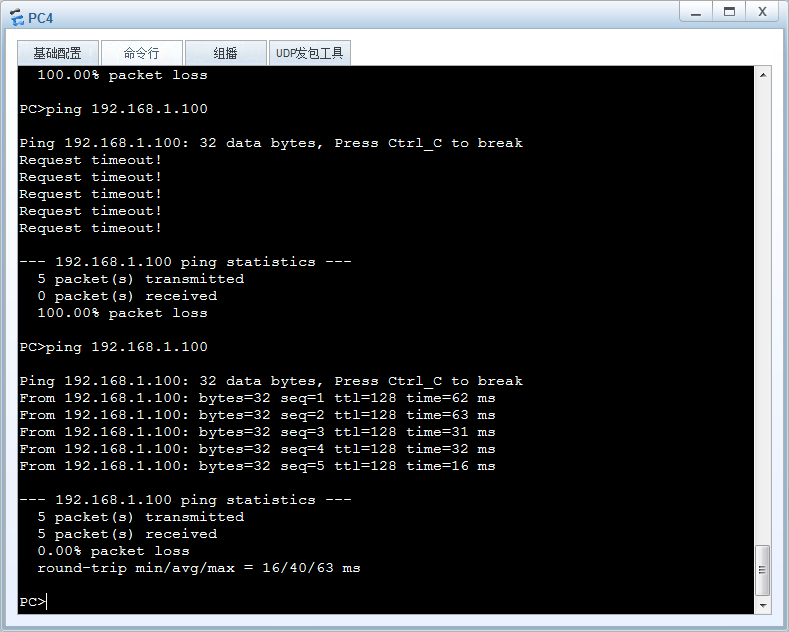 PC4
基础配置 命令行 组播 UDP发包工具
100.00% packet loss
PC>ping 192.168.1.100
Ping 192.168.1.100: 32 data bytes, Press Ctrl_C to break
Request timeout!
Request timeout!
Request timeout!
Request timeout!
Request timeout!
--- 192.168.1.100 ping statistics ---
5 packet(s) transmitted
0 packet(s) received
100.00% packet loss
PC>ping 192.168.1.100
Ping 192.168.1.100: 32 data bytes, Press Ctrl_C to break
From 192.168.1.100: bytes=32 seq=1 ttl=128 time=62 ms
From 192.168.1.100: bytes=32 seq=2 ttl=128 time=63 ms
From 192.168.1.100: bytes=32 seq=3 ttl=128 time=31 ms
From 192.168.1.100: bytes=32 seq=4 ttl=128 time=32 ms
From 192.168.1.100: bytes=32 seq=5 ttl=128 time=16 ms
--- 192.168.1.100 ping statistics ---
5 packet(s) transmitted
5 packet(s) received
0.00% packet loss
round-trip min/avg/max = 16/40/63 ms
PC>